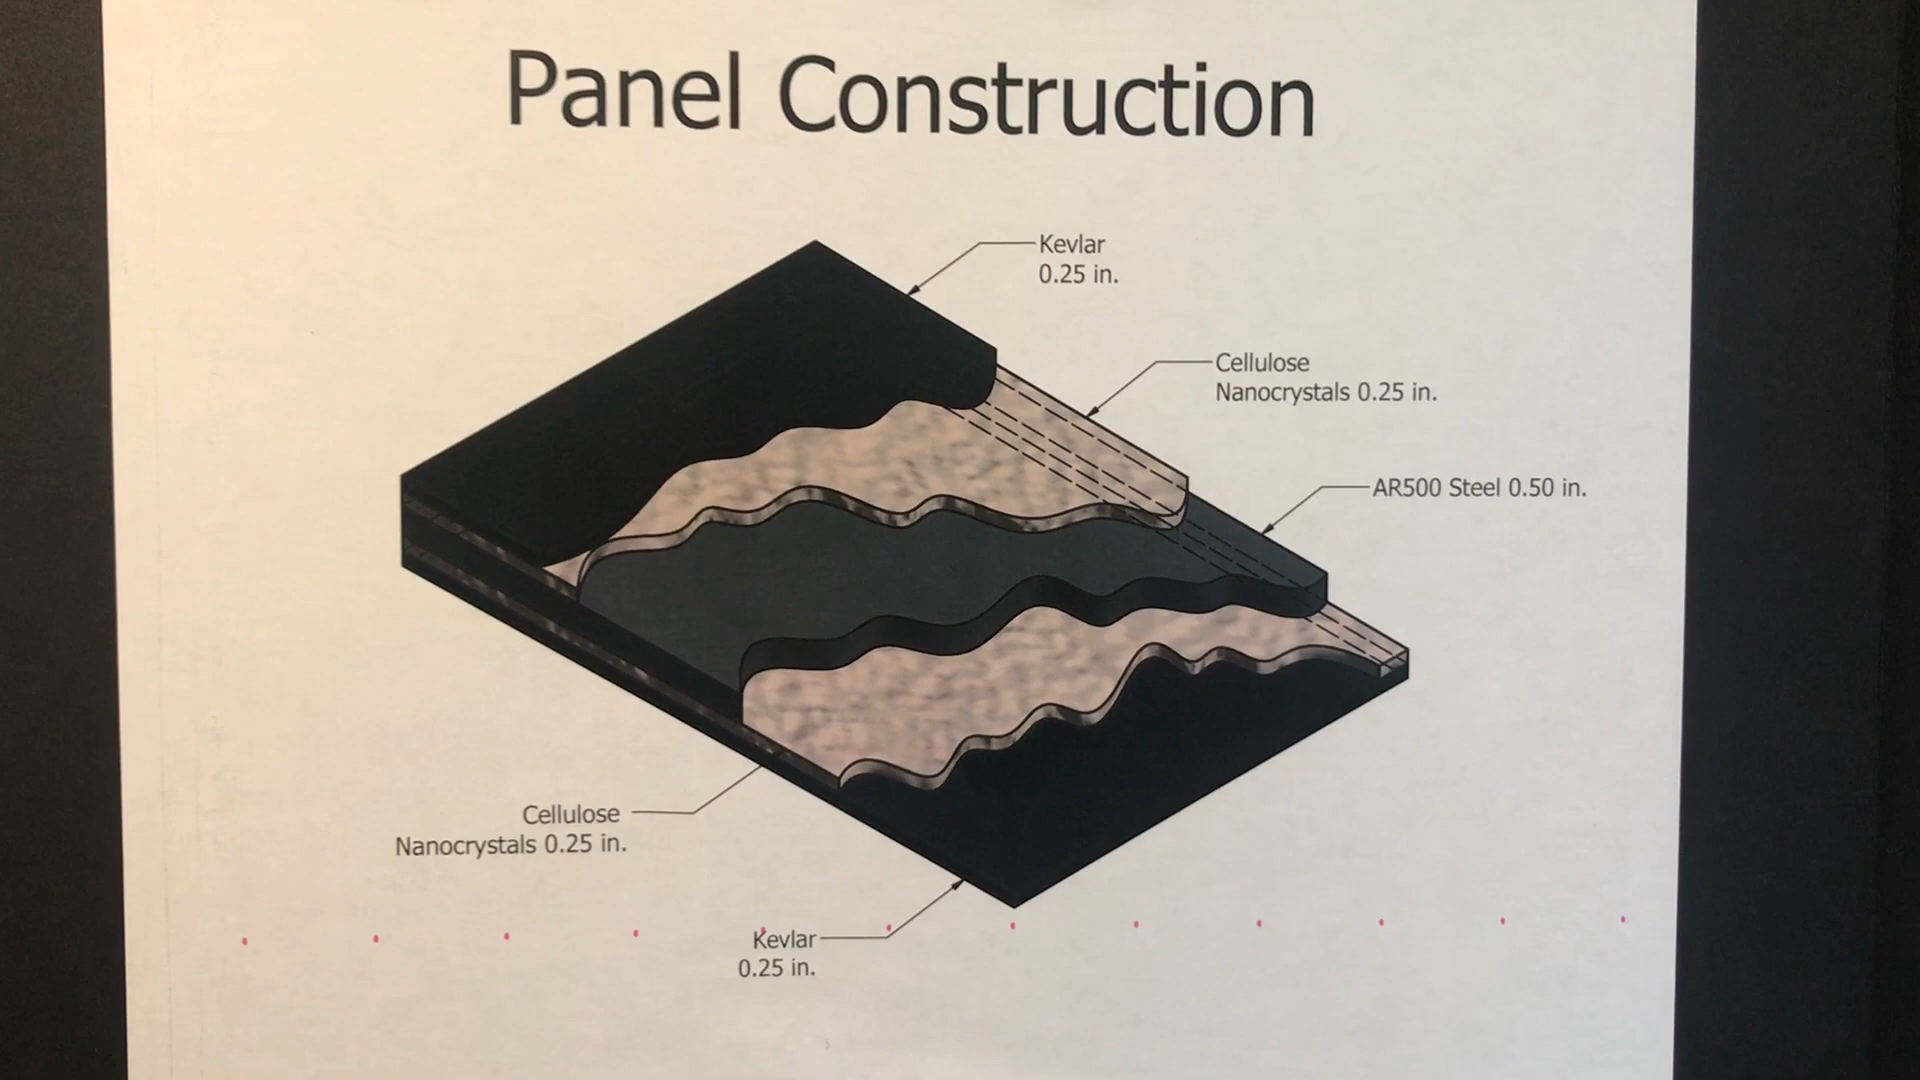 Panel Construction
Kevlar
0.25 in.
Cellulose
Nanocrystals 0.25 in.
AR500 Steel 0.50 in.
Cellulose
Nanocrystals 0.25 in.
Kevlar
0.25 in.